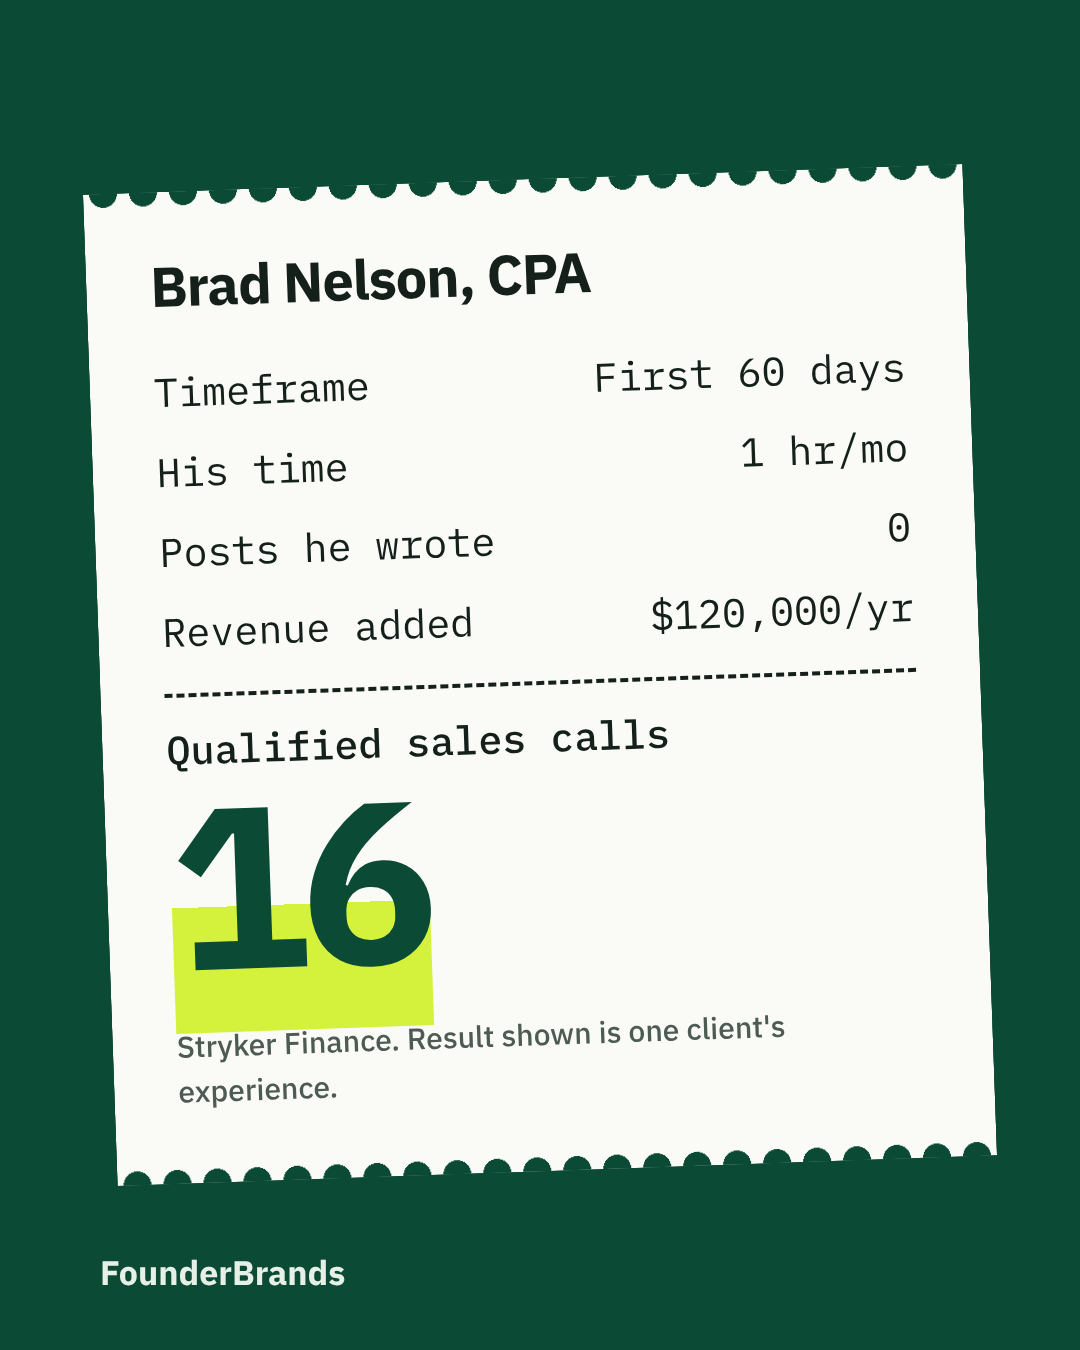 Brad Nelson, CPA
Timeframe First 60 days
His time 1 hr/mo
Posts he wrote 0
Revenue added $120,000/yr
Qualified sales calls
16
Stryker Finance. Result shown is one client's
experience.
FounderBrands